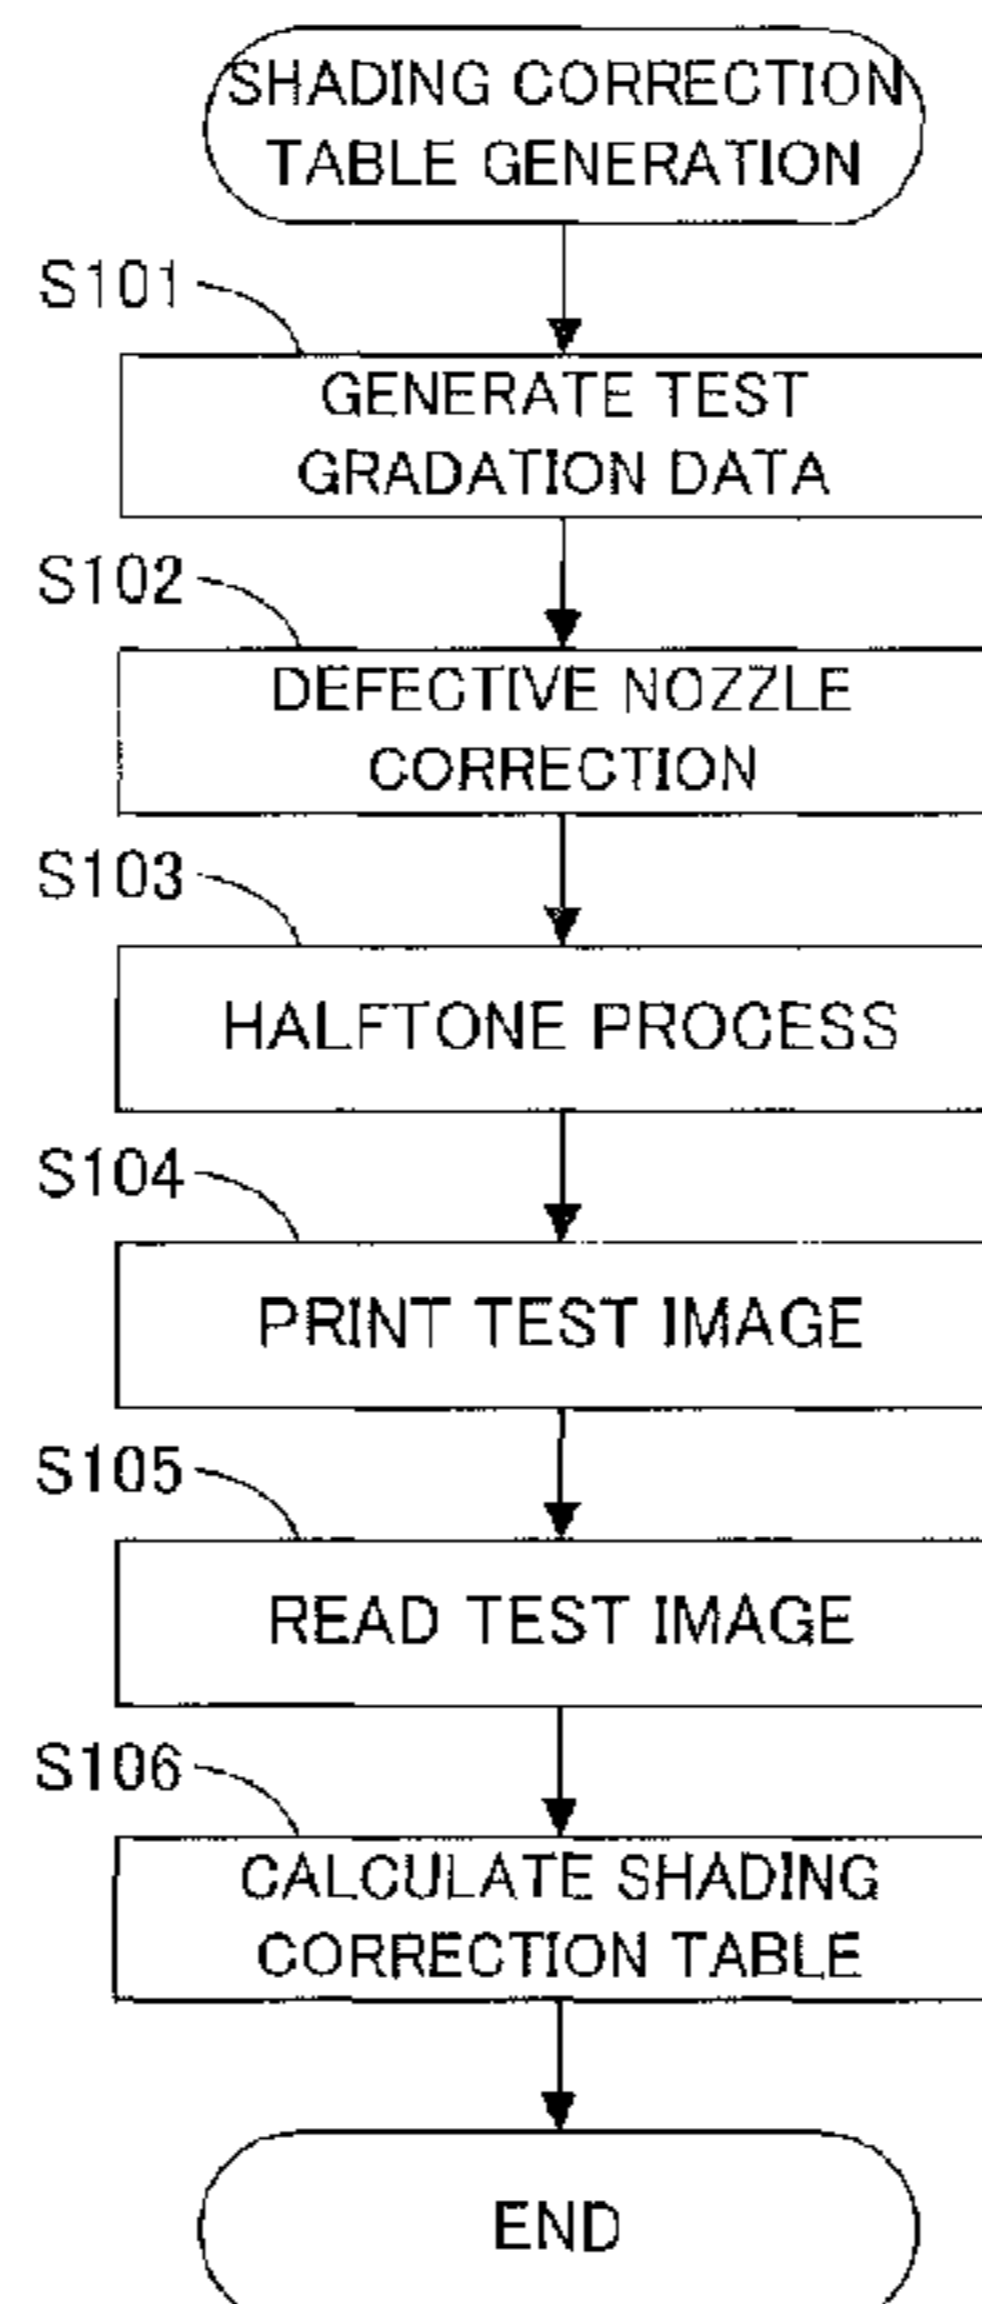 SHADING CORRECTION
TABLE GENERATION
S101
GENERATE TEST
GRADATION DATA
S102
DEFECTIVE NOZZLE
CORRECTION
S103
HALFTONE PROCESS
S104
PRINT TEST IMAGE
S105
READ TEST IMAGE
S106
CALCULATE SHADING
CORRECTION TABLE
END